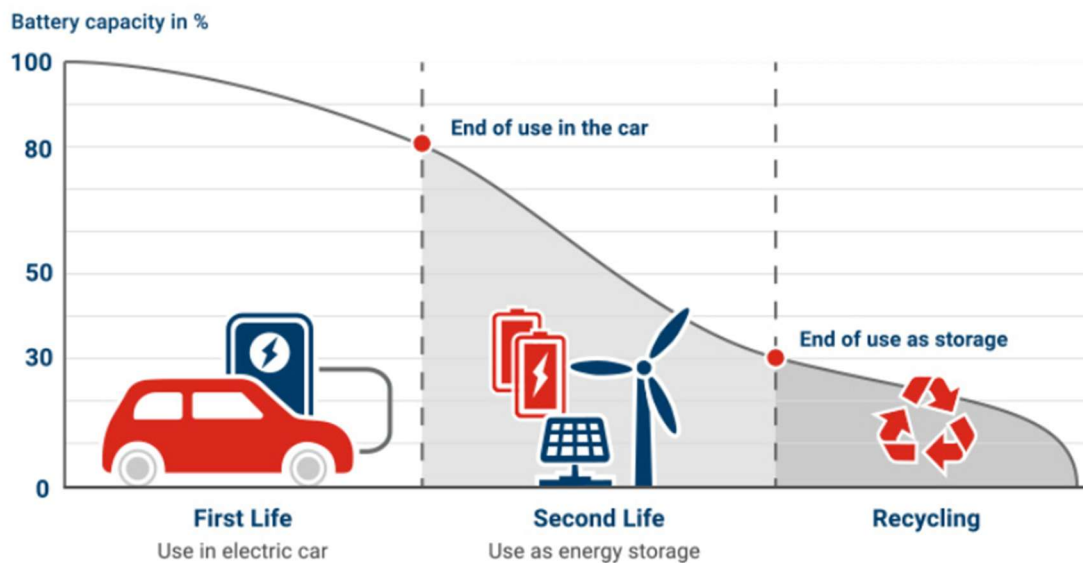 Battery capacity in %
100
End of use in the car
80
50
End of use as storage
30
0
First Life
Second Life
Recycling
Use in electric car
Use as energy storage